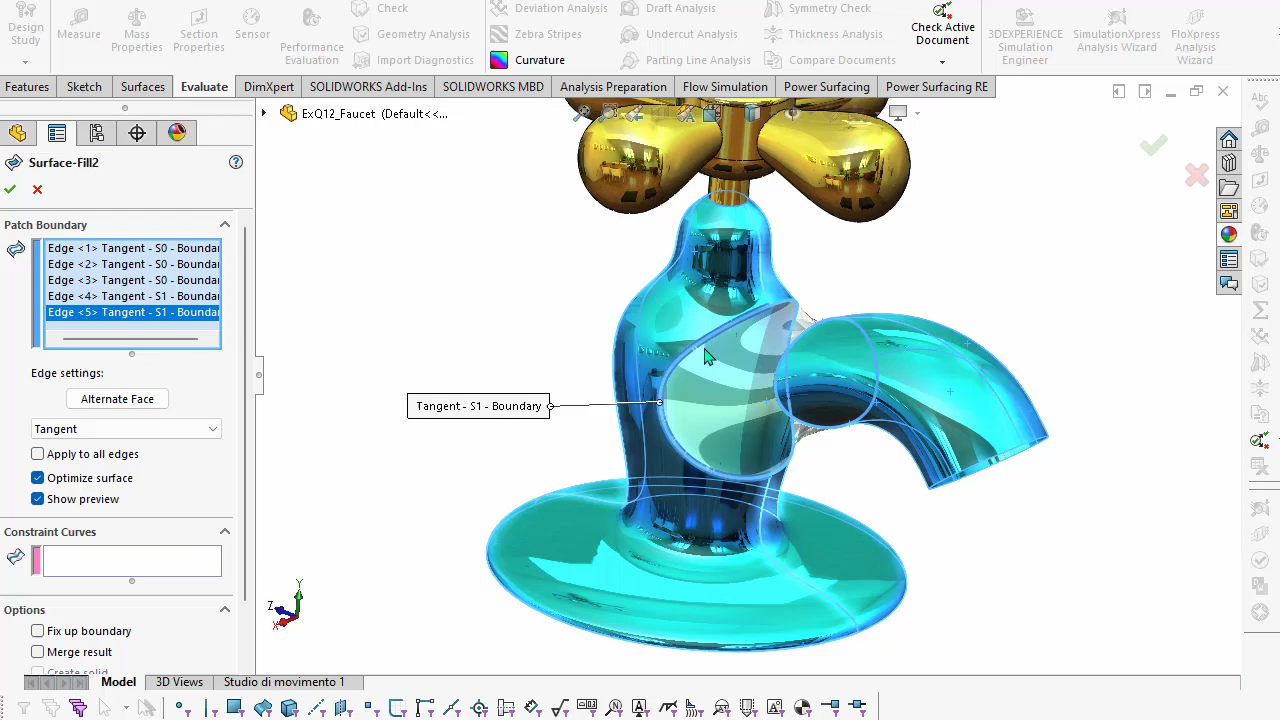 Design Study
Measure
Mass Properties
Section Properties
Sensor
Performance Evaluation
Check
Geometry Analysis
Import Diagnostics
Deviation Analysis
Zebra Stripes
Curvature
Draft Analysis
Undercut Analysis
Parting Line Analysis
Symmetry Check
Thickness Analysis
Compare Documents
Check Active Document
3DEXPERIENCE Simulation Engineer
SimulationXpress Analysis Wizard
FloXpress Analysis Wizard
Features
Sketch
Surfaces
Evaluate
DimXpert
SOLIDWORKS Add-Ins
SOLIDWORKS MBD
Analysis Preparation
Flow Simulation
Power Surfacing
Power Surfacing RE
ExQ12_Faucet (Default<<...
Surface-Fill2
Patch Boundary
Edge <1> Tangent - S0 - Boundar
Edge <2> Tangent - S0 - Boundar
Edge <3> Tangent - S0 - Boundar
Edge <4> Tangent - S1 - Boundar
Edge <5> Tangent - S1 - Boundar
Edge settings:
Alternate Face
Tangent
Apply to all edges
Optimize surface
Show preview
Constraint Curves
Options
Fix up boundary
Merge result
Create solid
Tangent - S1 - Boundary
Y
Z
X
Model
3D Views
Studio di movimento 1